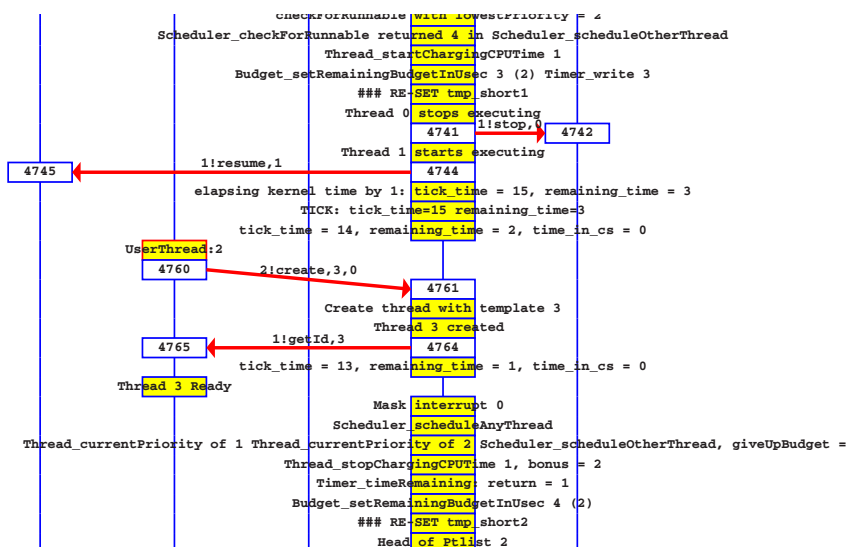 checkForRunnable with lowestPriority = 2
Scheduler_checkForRunnable returned 4 in Scheduler_scheduleOtherThread
Thread_startChargingCPUTime 1
Budget_setRemainingBudgetInUsec 3 (2) Timer_write 3
### RE-SET tmp_short1
Thread 0 stops executing
4741 1!stop,0 4742
Thread 1 starts executing
4745 1!resume,1 4744
elapsing kernel time by 1: tick_time = 15, remaining_time = 3
TICK: tick_time=15 remaining_time=3
tick_time = 14, remaining_time = 2, time_in_cs = 0
UserThread:2
4760 2!create,3,0
4761
Create thread with template 3
Thread 3 created
4765 1!getId,3 4764
tick_time = 13, remaining_time = 1, time_in_cs = 0
Thread 3 Ready
Mask interrupt 0
Scheduler_scheduleAnyThread
Thread_currentPriority of 1 Thread_currentPriority of 2 Scheduler_scheduleOtherThread, giveUpBudget =
Thread_stopChargingCPUTime 1, bonus = 2
Timer_timeRemaining: return = 1
Budget_setRemainingBudgetInUsec 4 (2)
### RE-SET tmp_short2
Head of Ptlist 2